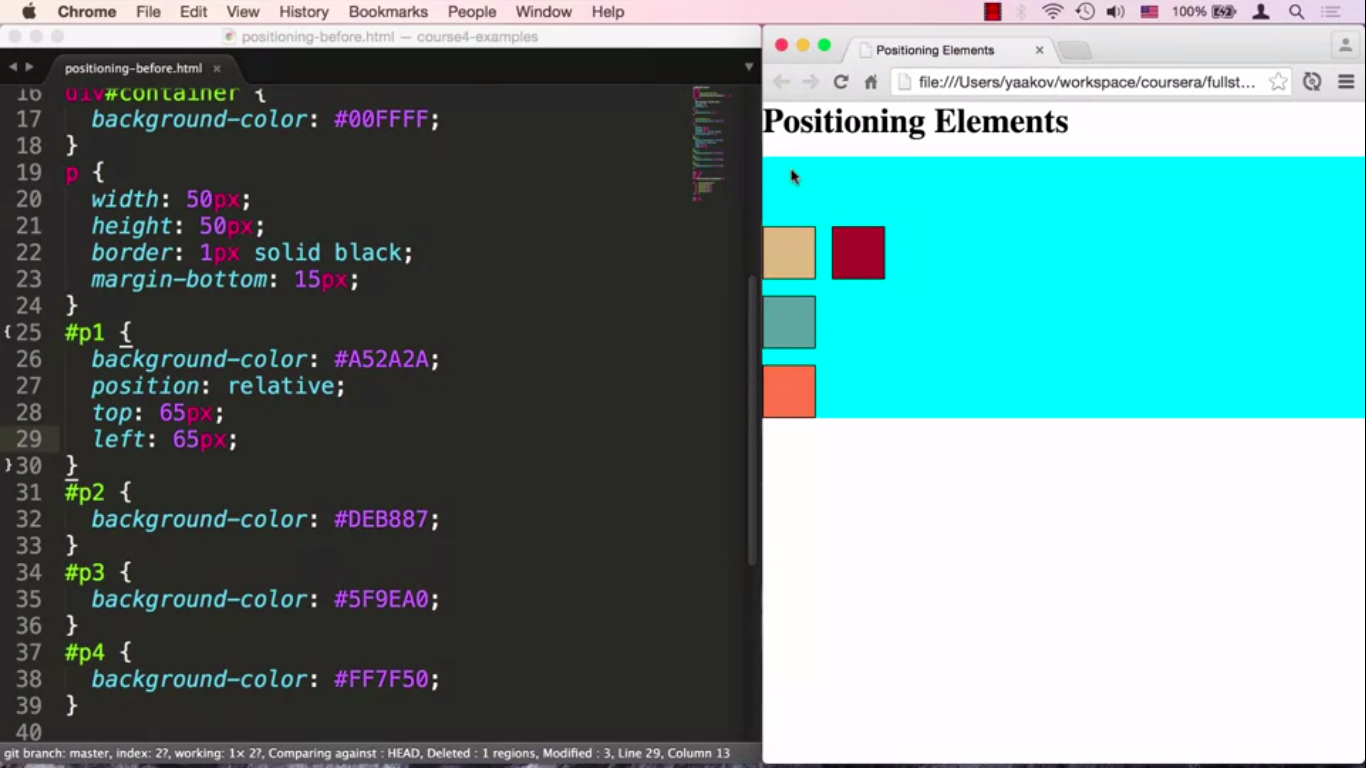 Chrome File Edit View History Bookmarks People Window Help 100%
positioning-before.html — course4-examples
positioning-before.html ×
16 div#container {
17 background-color: #00FFFF;
18 }
19 p {
20 width: 50px;
21 height: 50px;
22 border: 1px solid black;
23 margin-bottom: 15px;
24 }
25 #p1 {
26 background-color: #A52A2A;
27 position: relative;
28 top: 65px;
29 left: 65px;
30 }
31 #p2 {
32 background-color: #DEB887;
33 }
34 #p3 {
35 background-color: #5F9EA0;
36 }
37 #p4 {
38 background-color: #FF7F50;
39 }
40
git branch: master, index: 2?, working: 1× 2?, Comparing against : HEAD, Deleted : 1 regions, Modified : 3, Line 29, Column 13
Positioning Elements ×
file:///Users/yaakov/workspace/coursera/fullst...
Positioning Elements